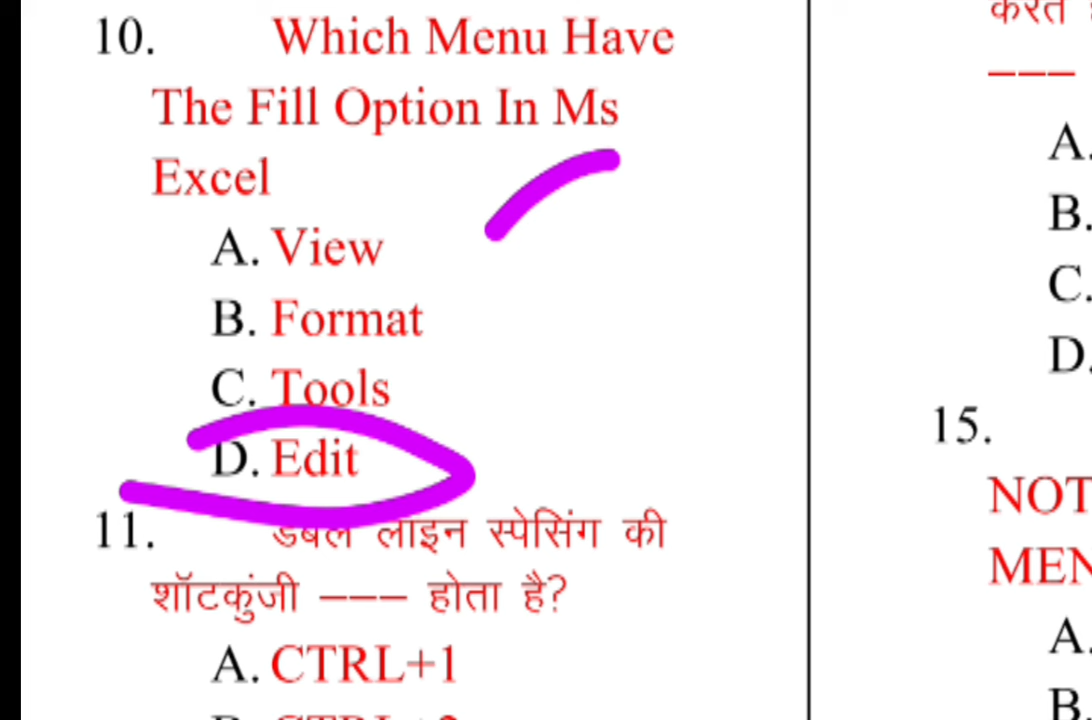 10. Which Menu Have
The Fill Option In Ms
Excel
A. View
B. Format
C. Tools
D. Edit
11. डबल लाइन स्पेसिंग की
शॉटकुंजी ––– होता है?
A. CTRL+1
करते
–––
A.
B.
C.
D.
15.
NOT
MEN
A.
B.